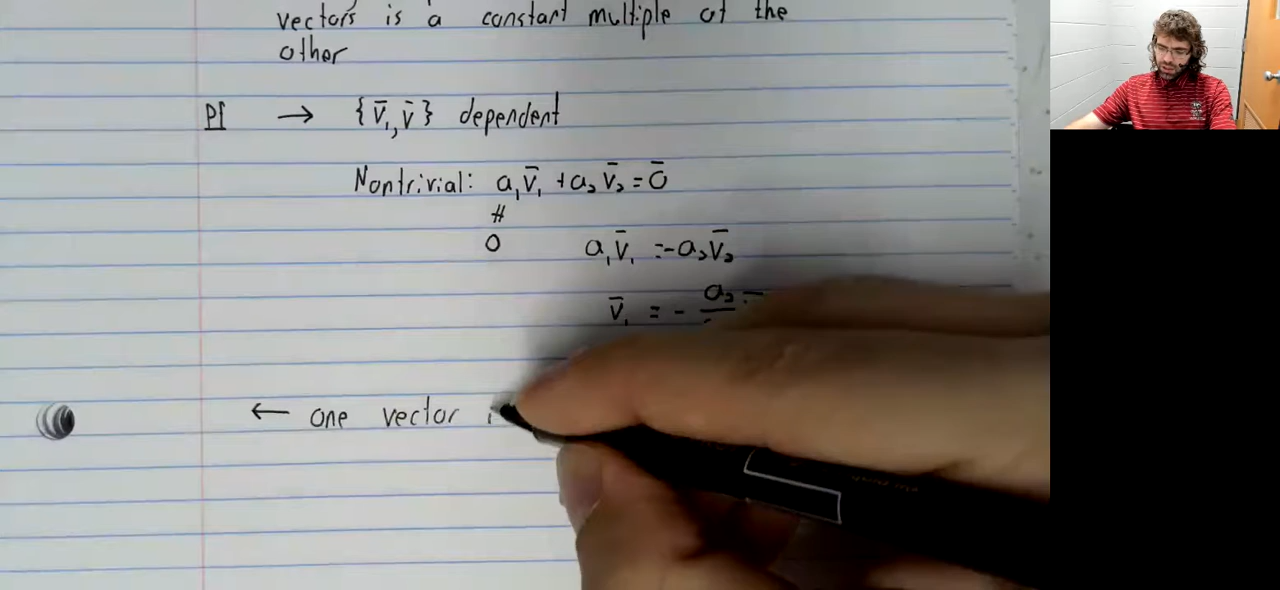 vectors is a constant multiple of the
other
Pf → {v̄₁, v̄} dependent
Nontrivial: a₁v̄₁ + a₂v̄₂ = 0̄
≠
0
a₁v̄₁ = -a₂v̄₂
v̄₁ = - a₂
← one vector